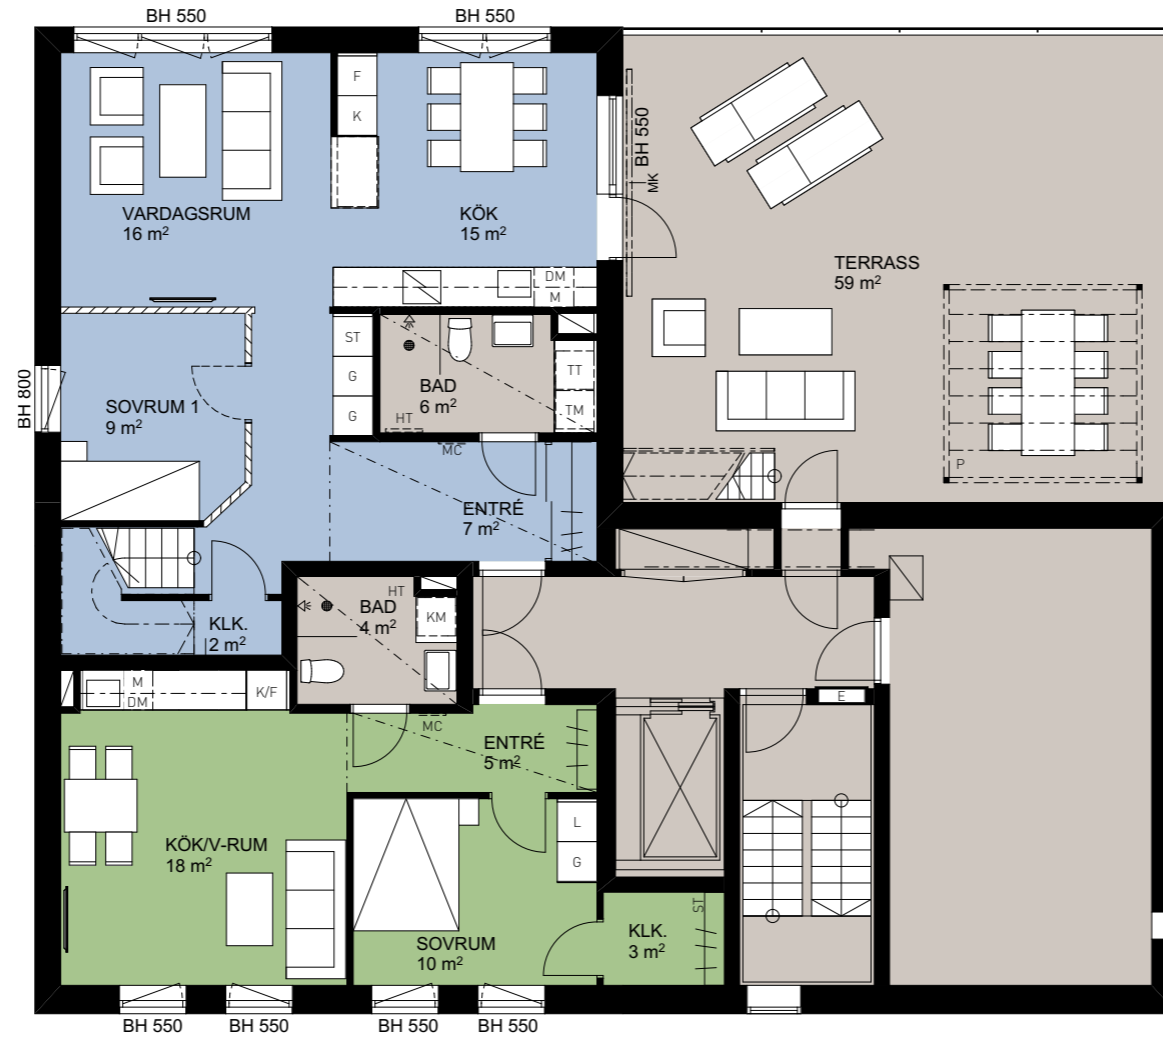 BH 550
BH 550
F
K
BH 550
MK
VARDAGSRUM
16 m²
KÖK
15 m²
TERRASS
59 m²
DM
M
ST
G
G
BAD
6 m²
TT
TM
HT
MC
BH 800
SOVRUM 1
9 m²
P
ENTRÉ
7 m²
HT
BAD
4 m²
KM
KLK.
2 m²
M
DM
K/F
E
MC
ENTRÉ
5 m²
L
G
KÖK/V-RUM
18 m²
ST
KLK.
3 m²
SOVRUM
10 m²
BH 550
BH 550
BH 550
BH 550